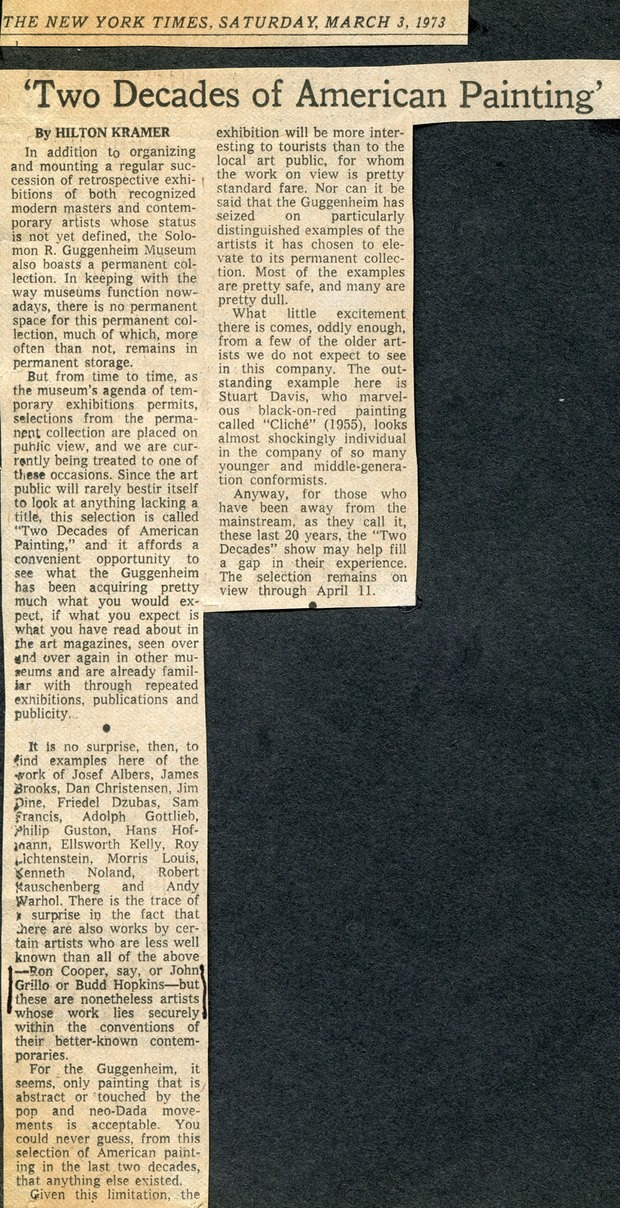 THE NEW YORK TIMES, SATURDAY, MARCH 3, 1973
'Two Decades of American Painting'
By HILTON KRAMER
In addition to organizing
and mounting a regular suc-
cession of retrospective exhi-
bitions of both recognized
modern masters and contem-
porary artists whose status
is not yet defined, the Solo-
mon R. Guggenheim Museum
also boasts a permanent col-
lection. In keeping with the
way museums function now-
adays, there is no permanent
space for this permanent col-
lection, much of which, more
often than not, remains in
permanent storage.
But from time to time, as
the museum's agenda of tem-
porary exhibitions permits,
selections from the perma-
nent collection are placed on
public view, and we are cur-
rently being treated to one of
these occasions. Since the art
public will rarely bestir itself
to look at anything lacking a
title, this selection is called
"Two Decades of American
Painting," and it affords a
convenient opportunity to
see what the Guggenheim
has been acquiring pretty
much what you would ex-
pect, if what you expect is
what you have read about in
the art magazines, seen over
and over again in other mu-
seums and are already famil-
iar with through repeated
exhibitions, publications and
publicity.
It is no surprise, then, to
find examples here of the
work of Josef Albers, James
Brooks, Dan Christensen, Jim
Dine, Friedel Dzubas, Sam
Francis, Adolph Gottlieb,
Philip Guston, Hans Hof-
mann, Ellsworth Kelly, Roy
Lichtenstein, Morris Louis,
Kenneth Noland, Robert
Rauschenberg and Andy
Warhol. There is the trace of
a surprise in the fact that
there are also works by cer-
tain artists who are less well
known than all of the above
—Ron Cooper, say, or John
Grillo or Budd Hopkins—but
these are nonetheless artists
whose work lies securely
within the conventions of
their better-known contem-
poraries.
For the Guggenheim, it
seems, only painting that is
abstract or touched by the
pop and neo-Dada move-
ments is acceptable. You
could never guess, from this
selection of American paint-
ing in the last two decades,
that anything else existed.
Given this limitation, the
exhibition will be more inter-
esting to tourists than to the
local art public, for whom
the work on view is pretty
standard fare. Nor can it be
said that the Guggenheim has
seized on particularly
distinguished examples of the
artists it has chosen to ele-
vate to its permanent collec-
tion. Most of the examples
are pretty safe, and many are
pretty dull.
What little excitement
there is comes, oddly enough,
from a few of the older art-
ists we do not expect to see
in this company. The out-
standing example here is
Stuart Davis, who marvel-
ous black-on-red painting
called "Cliché" (1955), looks
almost shockingly individual
in the company of so many
younger and middle-genera-
tion conformists.
Anyway, for those who
have been away from the
mainstream, as they call it,
these last 20 years, the "Two
Decades" show may help fill
a gap in their experience.
The selection remains on
view through April 11.